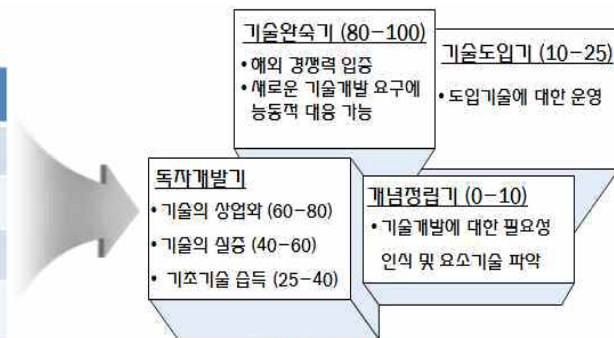 기술완숙기 (80-100)
• 해외 경쟁력 입증
• 새로운 기술개발 요구에
능동적 대응 가능
기술도입기 (10-25)
• 도입기술에 대한 운영
독자개발기
• 기술의 상업화 (60-80)
• 기술의 실증 (40-60)
• 기초기술 습득 (25-40)
개념정립기 (0-10)
• 기술개발에 대한 필요성
인식 및 요소기술 파악